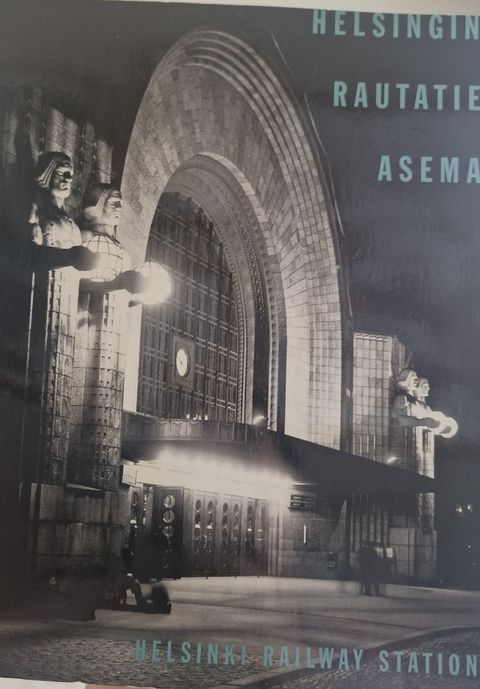 HELSINGIN
RAUTATIE
ASEMA
HELSINKI RAILWAY STATION